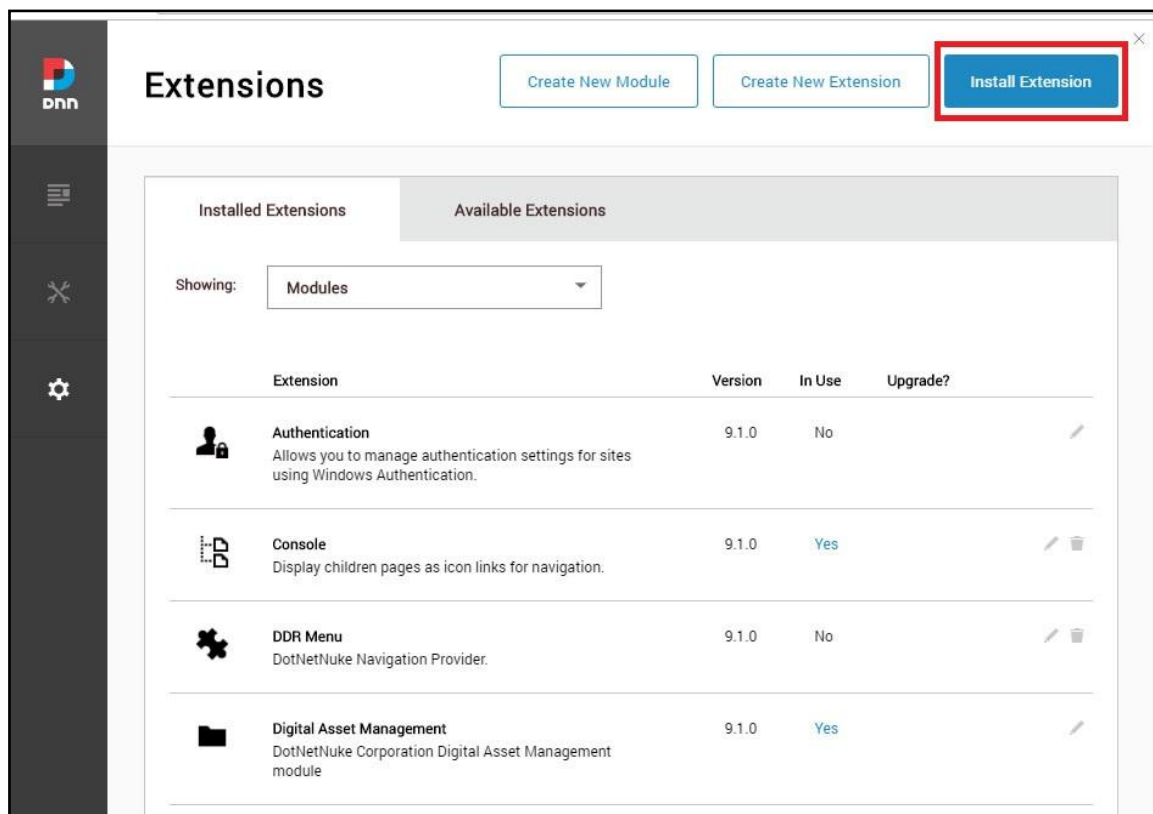 DNN
Extensions
Create New Module
Create New Extension
Install Extension
Installed Extensions
Available Extensions
Showing:
Modules
Extension Version In Use Upgrade?
Authentication 9.1.0 No
Allows you to manage authentication settings for sites
using Windows Authentication.
Console 9.1.0 Yes
Display children pages as icon links for navigation.
DDR Menu 9.1.0 No
DotNetNuke Navigation Provider.
Digital Asset Management 9.1.0 Yes
DotNetNuke Corporation Digital Asset Management
module